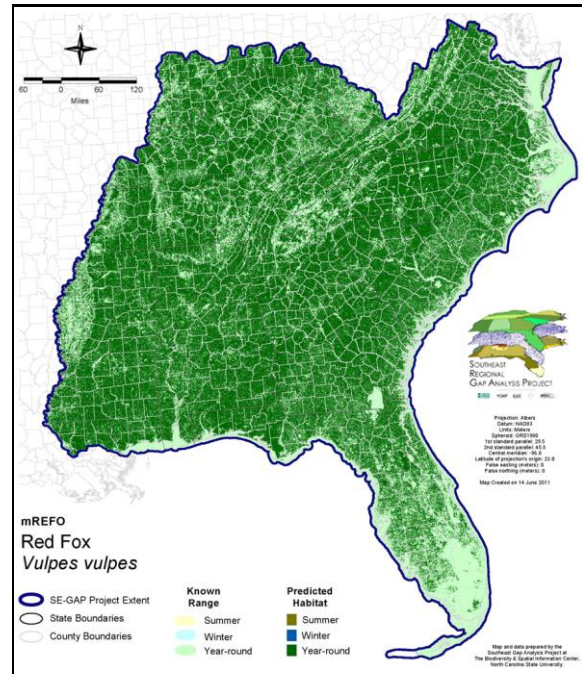 N
60 0 60 120
Miles
SOUTHEAST
REGIONAL
GAP ANALYSIS PROJECT
Projection: Albers
Datum: NAD83
Units: Meters
Spheroid: GRS1980
1st standard parallel: 29.5
2nd standard parallel: 45.5
Central meridian: -96.0
Latitude of projection's origin: 23.0
False easting (meters): 0
False northing (meters): 0
Map Created on 14 June 2011
mREFO
Red Fox
Vulpes vulpes
SE-GAP Project Extent
State Boundaries
County Boundaries
Known
Range
Summer
Winter
Year-round
Predicted
Habitat
Summer
Winter
Year-round
Map and data prepared by the
Southeast Gap Analysis Project at
The Biodiversity & Spatial Information Center,
North Carolina State University.